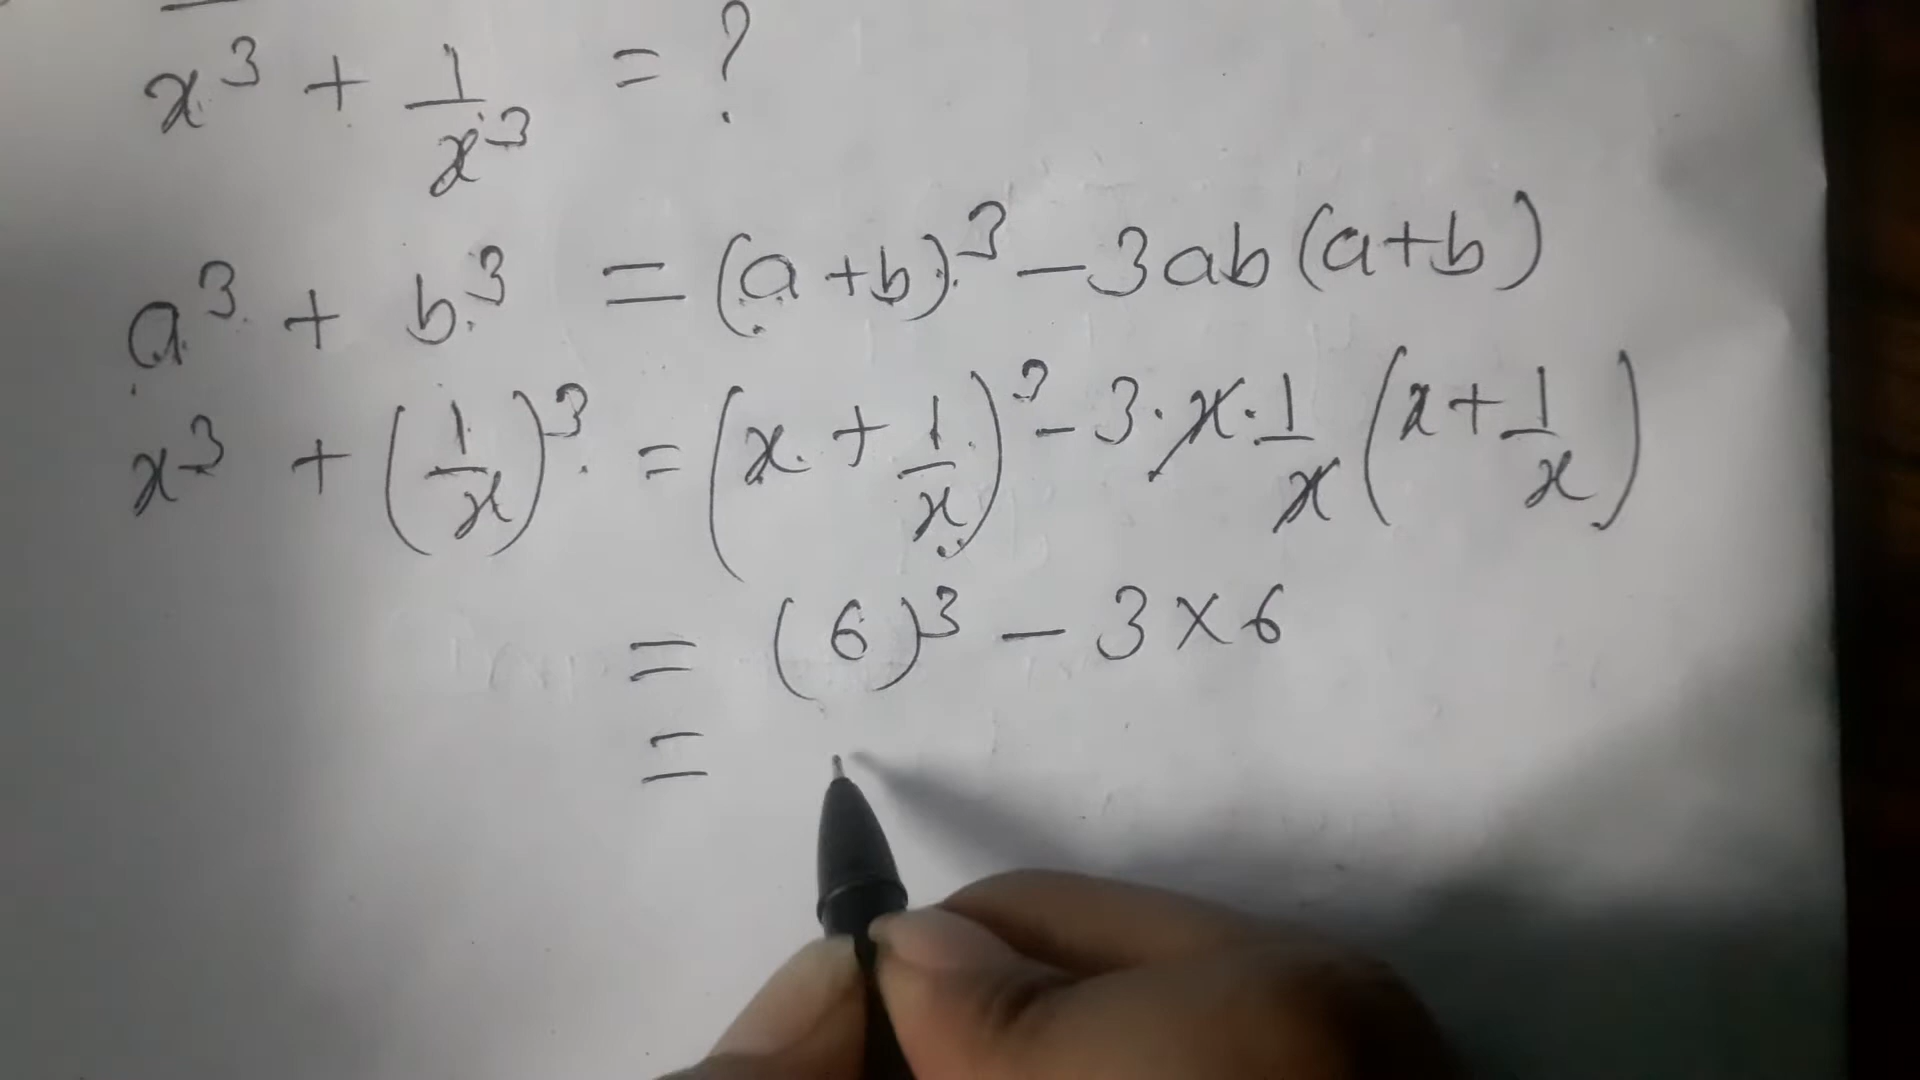 x³ + 1/x³ = ?
a³ + b³ = (a + b)³ - 3ab(a+b)
x³ + (1/x)³ = (x + 1/x)³ - 3·x·1/x (x + 1/x)
= (6)³ - 3 × 6
=